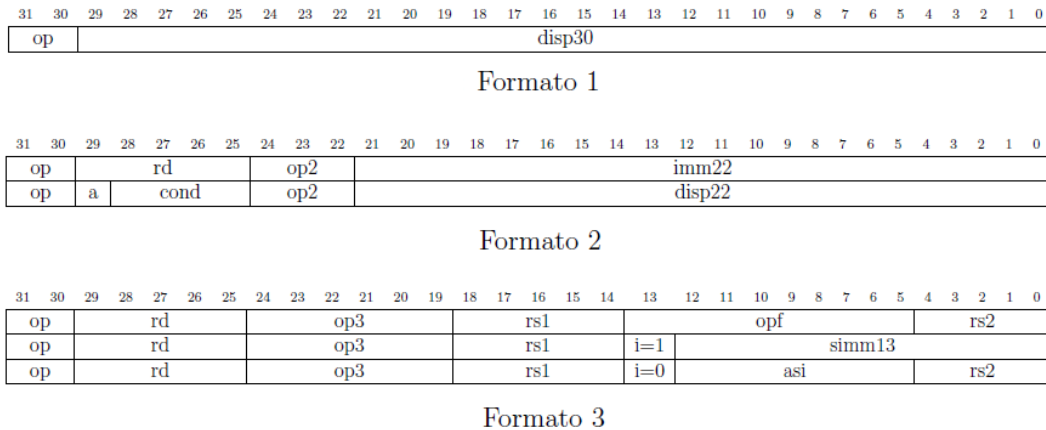 31 30 29 28 27 26 25 24 23 22 21 20 19 18 17 16 15 14 13 12 11 10 9 8 7 6 5 4 3 2 1 0
op disp30
Formato 1
31 30 29 28 27 26 25 24 23 22 21 20 19 18 17 16 15 14 13 12 11 10 9 8 7 6 5 4 3 2 1 0
op rd op2 imm22
op a cond op2 disp22
Formato 2
31 30 29 28 27 26 25 24 23 22 21 20 19 18 17 16 15 14 13 12 11 10 9 8 7 6 5 4 3 2 1 0
op rd op3 rs1 opf rs2
op rd op3 rs1 i=1 simm13
op rd op3 rs1 i=0 asi rs2
Formato 3